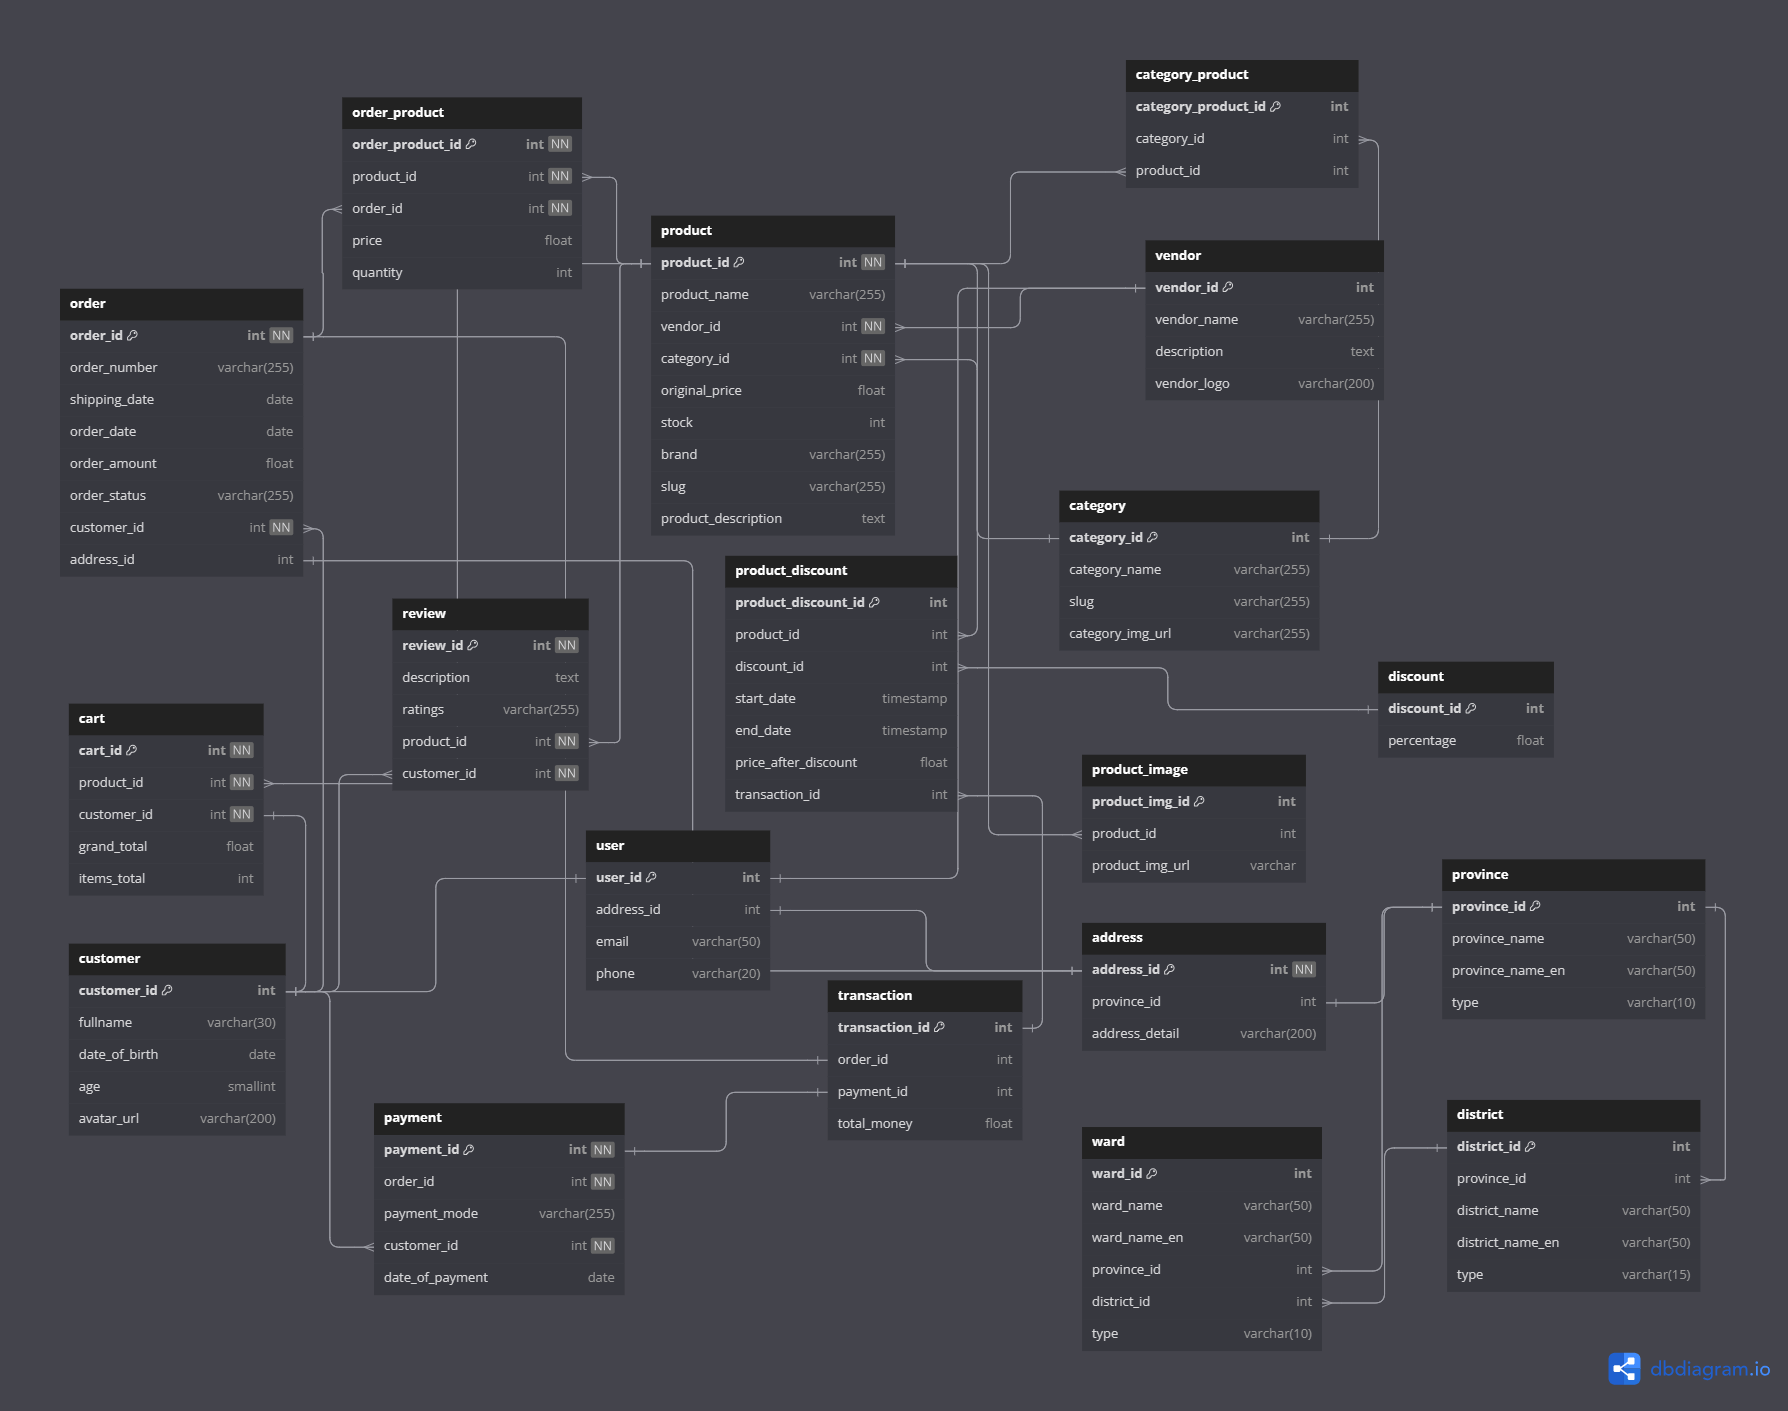 category_product
category_product_id int
category_id int
product_id int
order_product
order_product_id int NN
product_id int NN
order_id int NN
price float
quantity int
product
product_id int NN
product_name varchar(255)
vendor_id int NN
category_id int NN
original_price float
stock int
brand varchar(255)
slug varchar(255)
product_description text
vendor
vendor_id int
vendor_name varchar(255)
description text
vendor_logo varchar(200)
order
order_id int NN
order_number varchar(255)
shipping_date date
order_date date
order_amount float
order_status varchar(255)
customer_id int NN
address_id int
category
category_id int
category_name varchar(255)
slug varchar(255)
category_img_url varchar(255)
product_discount
product_discount_id int
product_id int
discount_id int
start_date timestamp
end_date timestamp
price_after_discount float
transaction_id int
review
review_id int NN
description text
ratings varchar(255)
product_id int NN
customer_id int NN
discount
discount_id int
percentage float
cart
cart_id int NN
product_id int NN
customer_id int NN
grand_total float
items_total int
product_image
product_img_id int
product_id int
product_img_url varchar
user
user_id int
address_id int
email varchar(50)
phone varchar(20)
province
province_id int
province_name varchar(50)
province_name_en varchar(50)
type varchar(10)
address
address_id int NN
province_id int
address_detail varchar(200)
customer
customer_id int
fullname varchar(30)
date_of_birth date
age smallint
avatar_url varchar(200)
transaction
transaction_id int
order_id int
payment_id int
total_money float
payment
payment_id int NN
order_id int NN
payment_mode varchar(255)
customer_id int NN
date_of_payment date
district
district_id int
province_id int
district_name varchar(50)
district_name_en varchar(50)
type varchar(15)
ward
ward_id int
ward_name varchar(50)
ward_name_en varchar(50)
province_id int
district_id int
type varchar(10)
dbdiagram.io